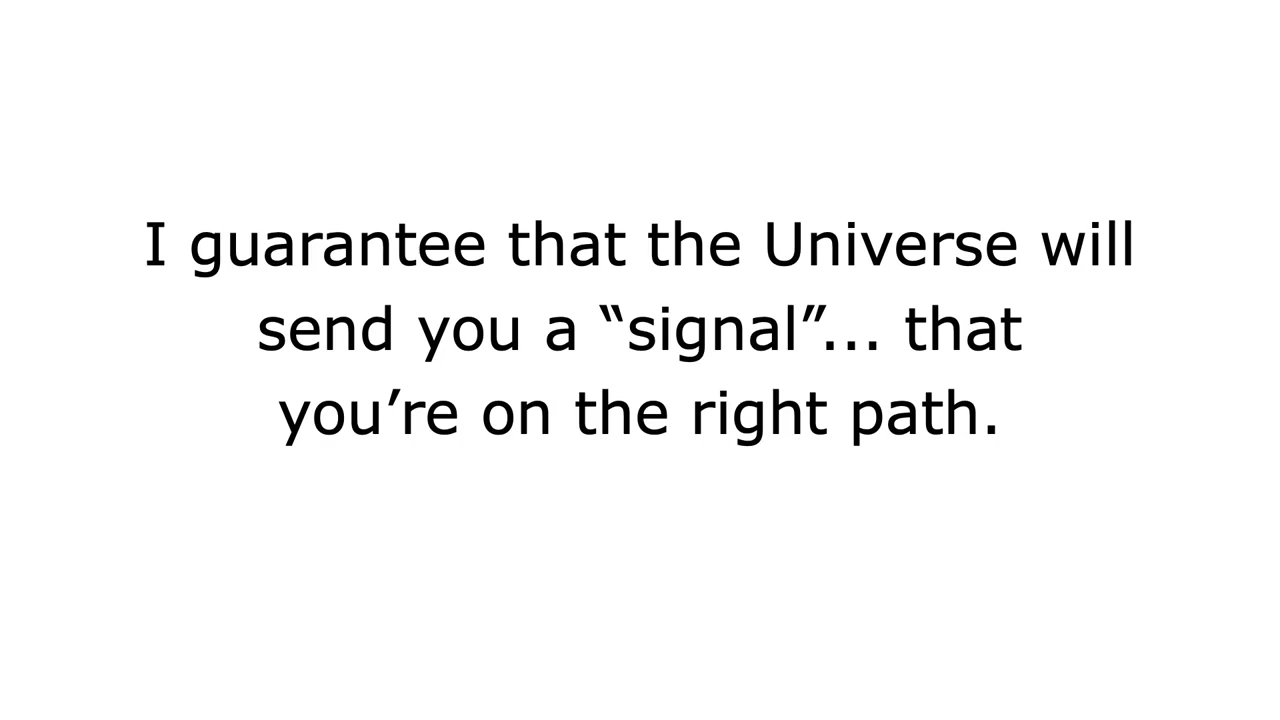 I guarantee that the Universe will
send you a “signal”... that
you’re on the right path.